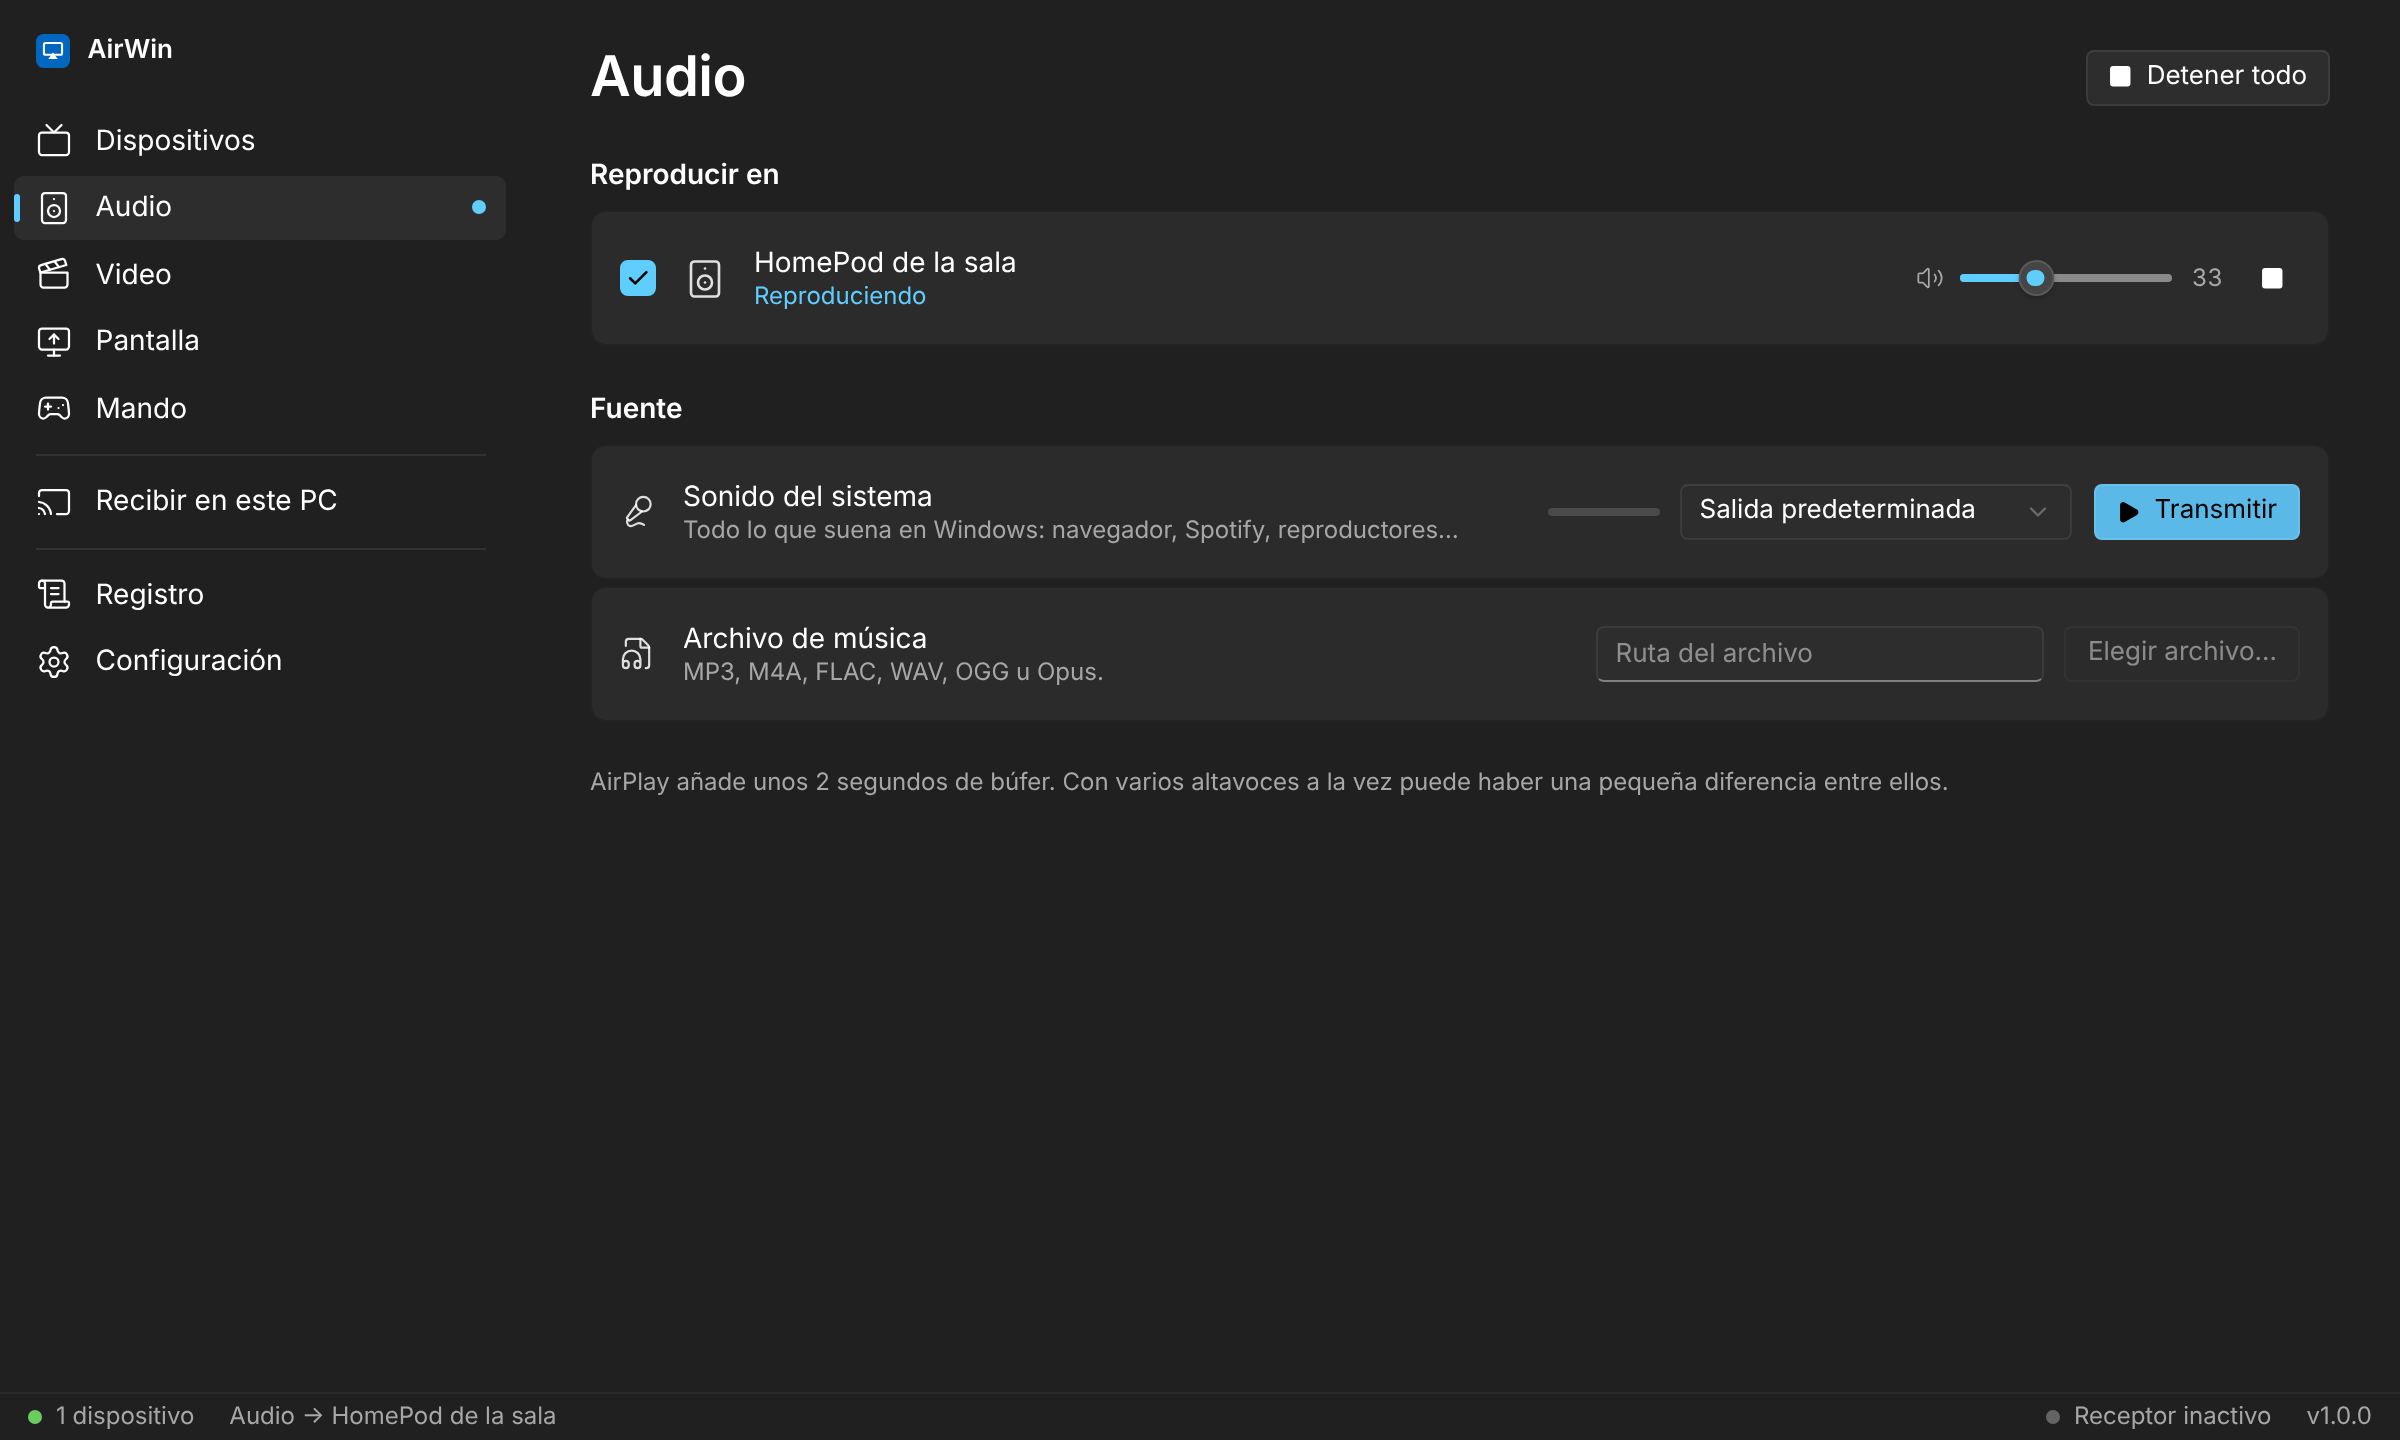 AirWin
Dispositivos
Audio
Video
Pantalla
Mando
Recibir en este PC
Registro
Configuración
Audio
Detener todo
Reproducir en
HomePod de la sala
Reproduciendo
33
Fuente
Sonido del sistema
Todo lo que suena en Windows: navegador, Spotify, reproductores...
Salida predeterminada
Transmitir
Archivo de música
MP3, M4A, FLAC, WAV, OGG u Opus.
Ruta del archivo
Elegir archivo...
AirPlay añade unos 2 segundos de búfer. Con varios altavoces a la vez puede haber una pequeña diferencia entre ellos.
1 dispositivo
Audio → HomePod de la sala
Receptor inactivo
v1.0.0